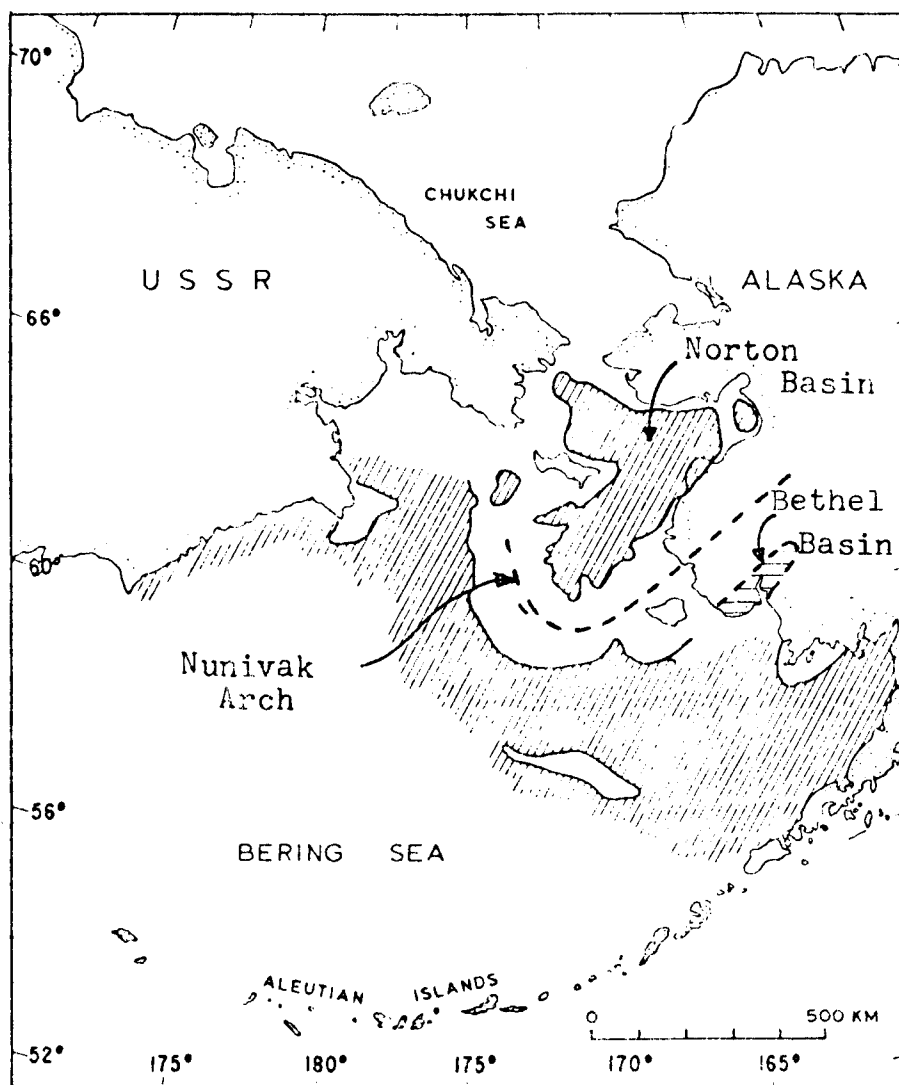 70°
CHUKCHI
SEA
USSR
ALASKA
66°
Norton
Basin
Bethel
Basin
60°
Nunivak
Arch
56°
BERING SEA
ALEUTIAN ISLANDS
0 500 KM
52°
175° 180° 175° 170° 165°